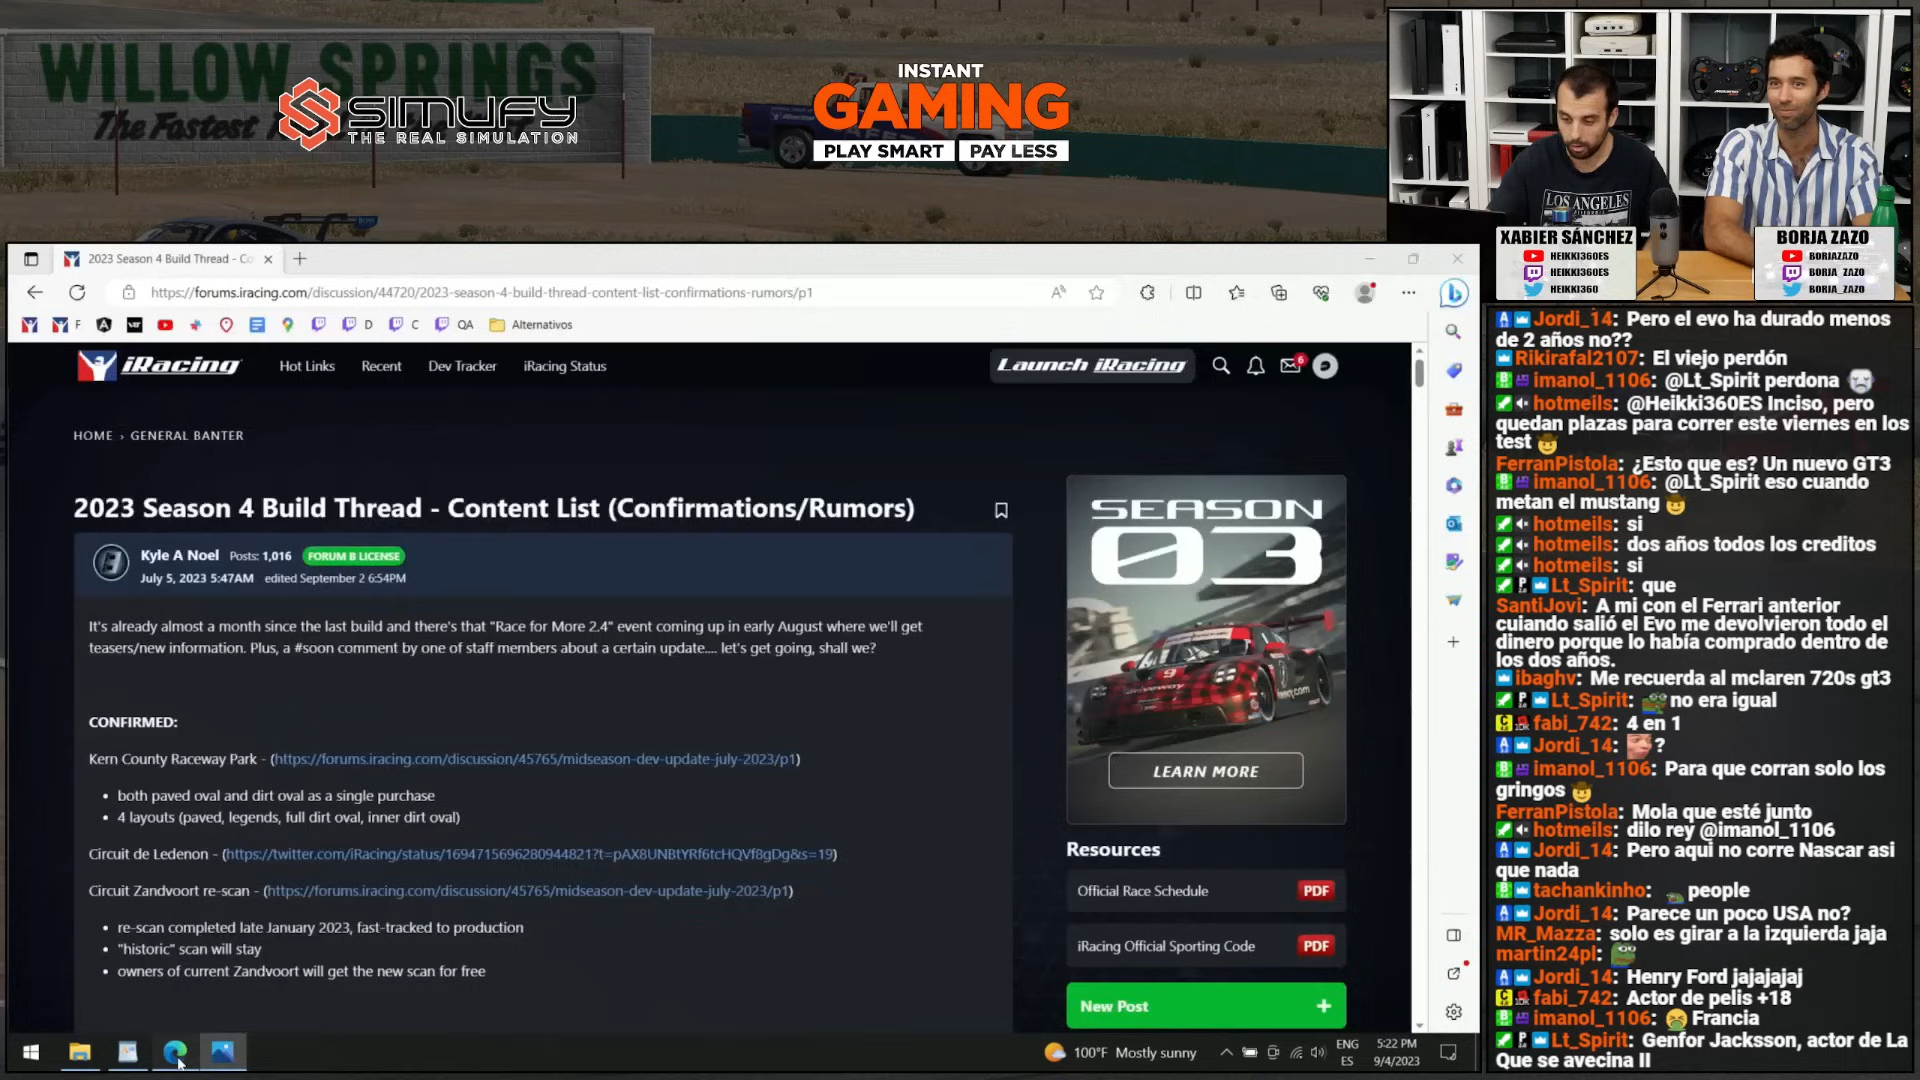 WILLOW SPRINGS
The Fastest
SIMUFY
THE REAL SIMULATION
INSTANT
GAMING
PLAY SMART
PAY LESS
LOS ANGELES
XABIER SÁNCHEZ
HEIKKI360ES
HEIKKI360ES
HEIKKI360
BORJA ZAZO
BORJAZAZO
BORJA_ZAZO
BORJA_ZAZO
2023 Season 4 Build Thread - Co
https://forums.iracing.com/discussion/44720/2023-season-4-build-thread-content-list-confirmations-rumors/p1
F
D
C
QA
Alternativos
iRacing
Hot Links
Recent
Dev Tracker
iRacing Status
Launch iRacing
6
HOME › GENERAL BANTER
2023 Season 4 Build Thread - Content List (Confirmations/Rumors)
Kyle A Noel Posts: 1,016 FORUM B LICENSE
July 5, 2023 5:47AM edited September 2 6:54PM
It's already almost a month since the last build and there's that "Race for More 2.4" event coming up in early August where we'll get
teasers/new information. Plus, a #soon comment by one of staff members about a certain update.... let's get going, shall we?
CONFIRMED:
Kern County Raceway Park - (https://forums.iracing.com/discussion/45765/midseason-dev-update-july-2023/p1)
• both paved oval and dirt oval as a single purchase
• 4 layouts (paved, legends, full dirt oval, inner dirt oval)
Circuit de Ledenon - (https://twitter.com/iRacing/status/1694715696280944821?t=pAX8UNBtYRf6tcHQVf8gDg&s=19)
Circuit Zandvoort re-scan - (https://forums.iracing.com/discussion/45765/midseason-dev-update-july-2023/p1)
• re-scan completed late January 2023, fast-tracked to production
• "historic" scan will stay
• owners of current Zandvoort will get the new scan for free
SEASON
03
LEARN MORE
Resources
Official Race Schedule PDF
iRacing Official Sporting Code PDF
New Post +
100°F Mostly sunny
ENG
ES
5:22 PM
9/4/2023
Jordi_14: Pero el evo ha durado menos
de 2 años no??
Rikirafal2107: El viejo perdón
imanol_1106: @Lt_Spirit perdona
hotmeils: @Heikki360ES Inciso, pero
quedan plazas para correr este viernes en los
test
FerranPistola: ¿Esto que es? Un nuevo GT3
imanol_1106: @Lt_Spirit eso cuando
metan el mustang
hotmeils: si
hotmeils: dos años todos los creditos
hotmeils: si
Lt_Spirit: que
SantiJovi: A mi con el Ferrari anterior
cuiando salió el Evo me devolvieron todo el
dinero porque lo había comprado dentro de
los dos años.
ibaghv: Me recuerda al mclaren 720s gt3
Lt_Spirit: no era igual
fabi_742: 4 en 1
Jordi_14: ?
imanol_1106: Para que corran solo los
gringos
FerranPistola: Mola que esté junto
hotmeils: dilo rey @imanol_1106
Jordi_14: Pero aqui no corre Nascar asi
que nada
tachankinho: people
Jordi_14: Parece un poco USA no?
MR_Mazza: solo es girar a la izquierda jaja
martin24pl:
Jordi_14: Henry Ford jajajajaj
fabi_742: Actor de pelis +18
imanol_1106: Francia
Lt_Spirit: Genfor Jacksson, actor de La
Que se avecina II